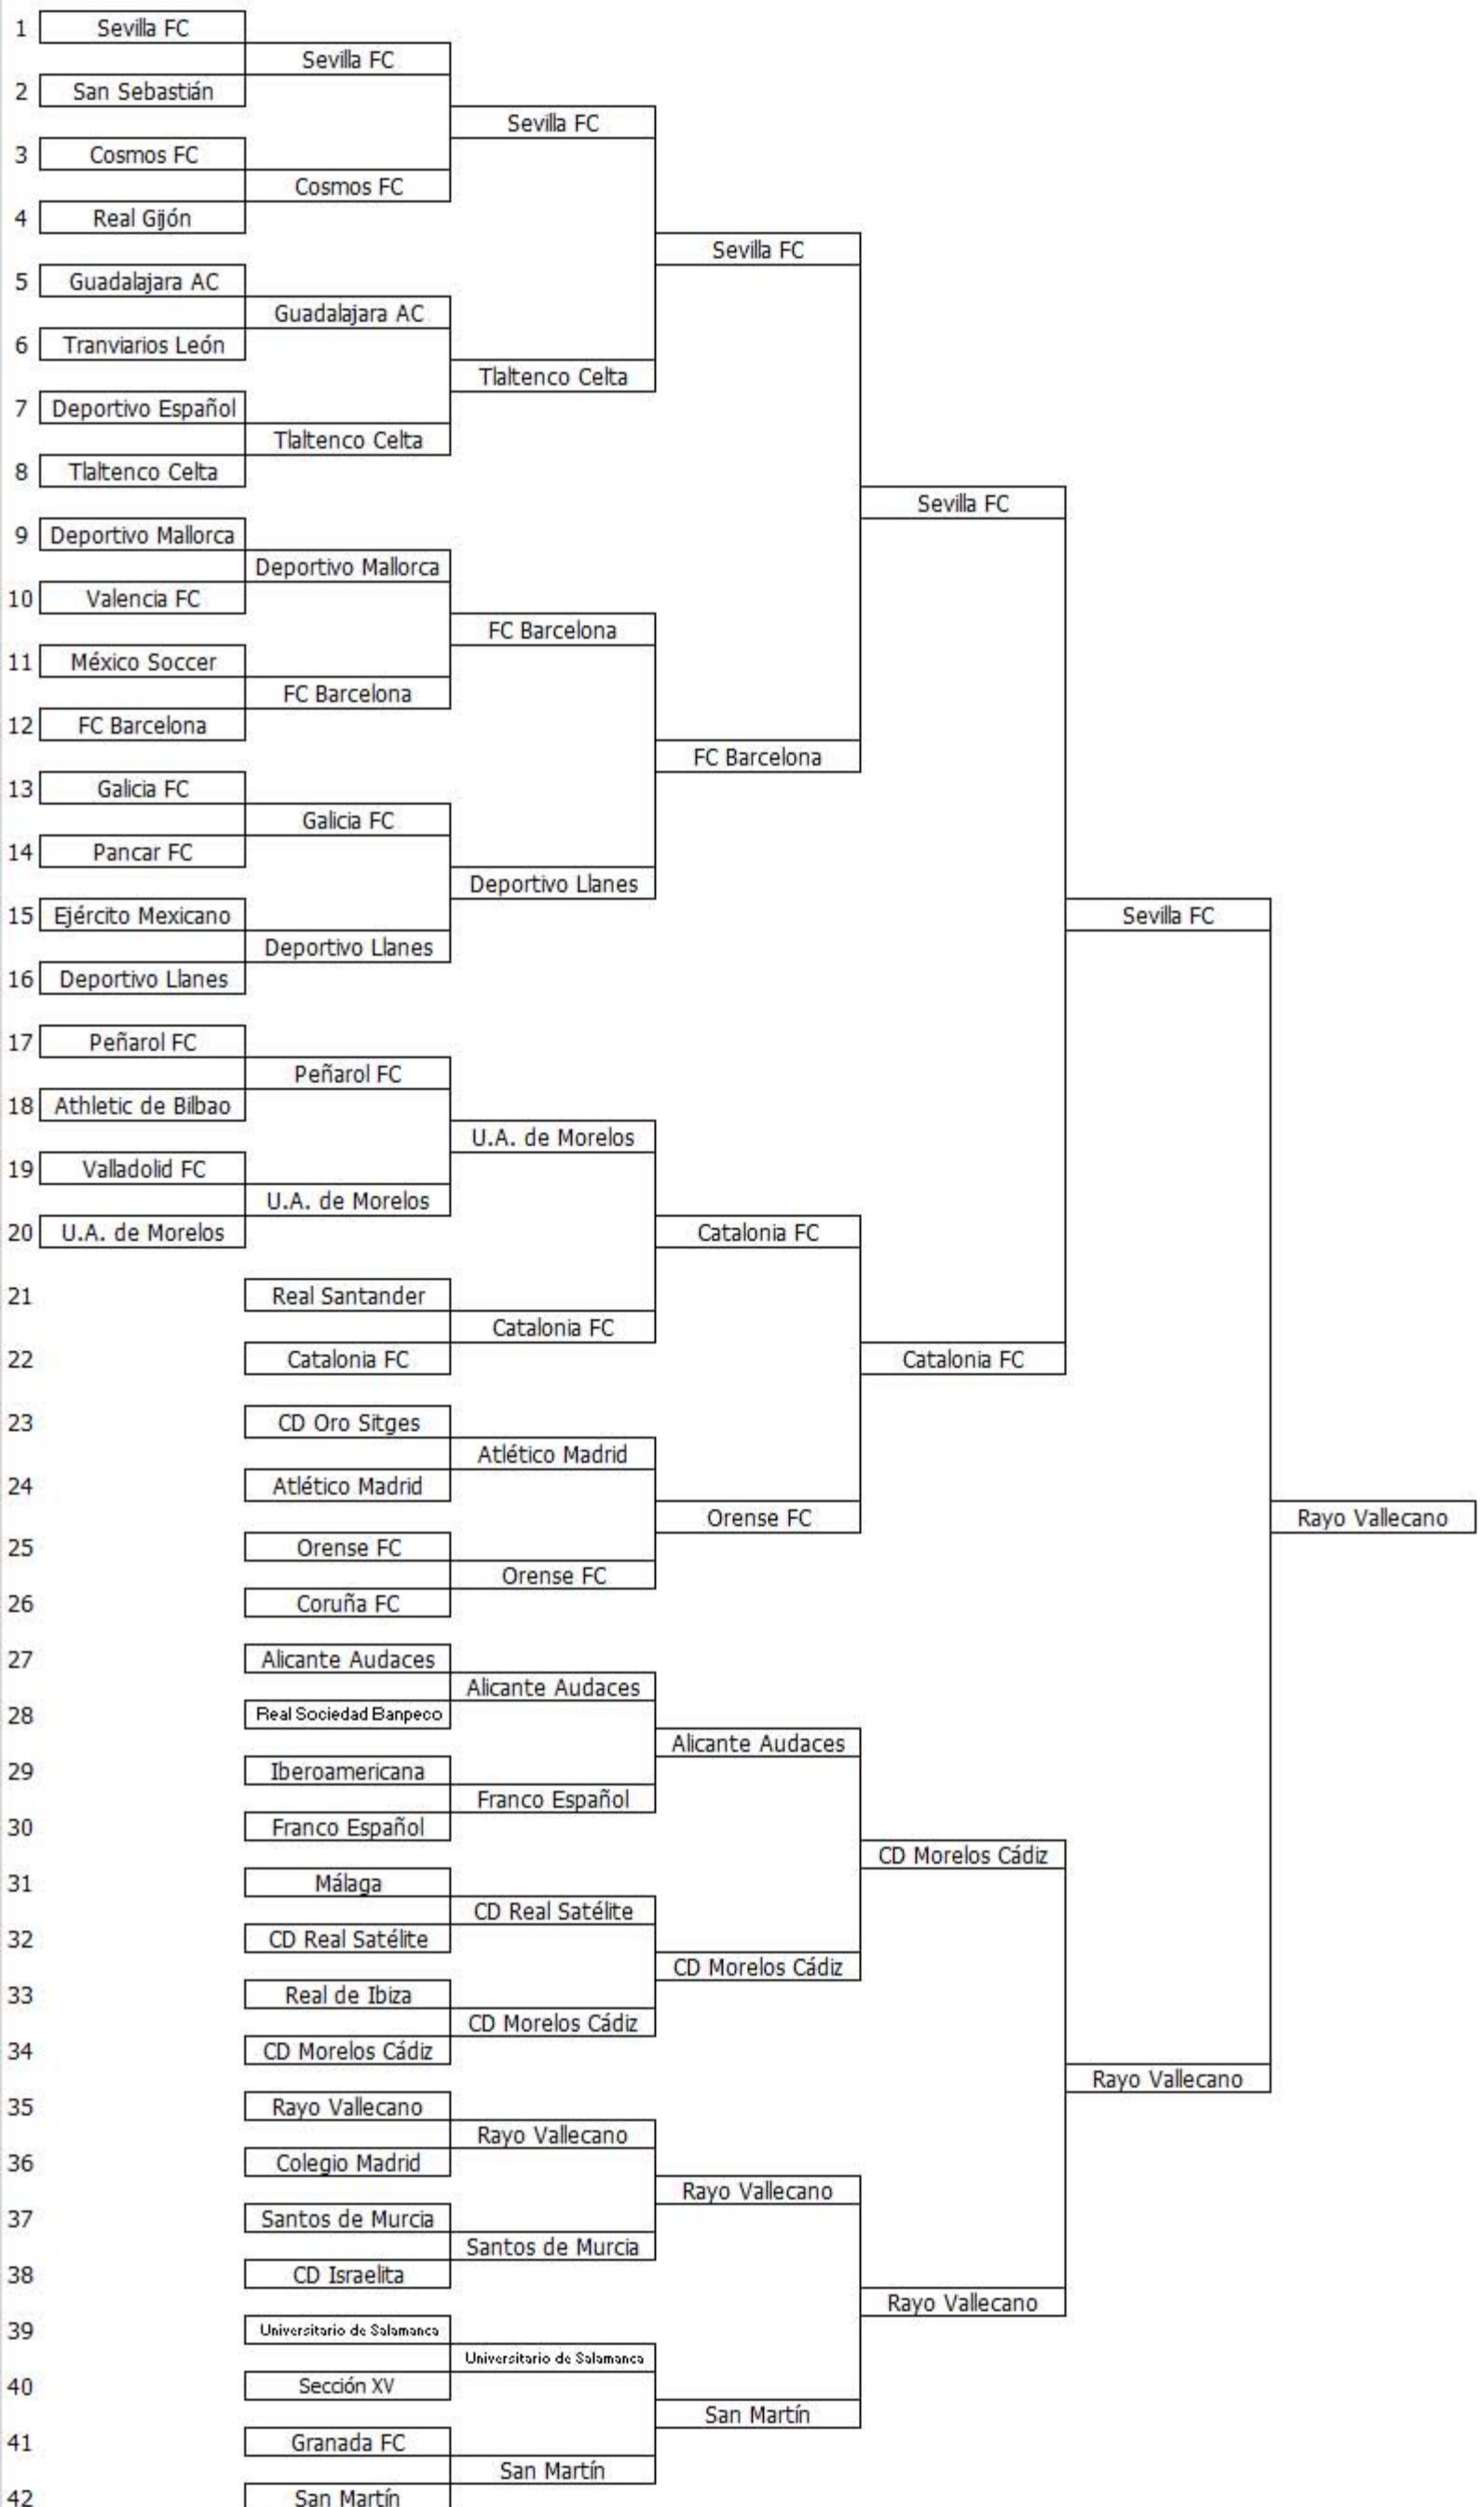 1 Sevilla FC
Sevilla FC
2 San Sebastián
Sevilla FC
3 Cosmos FC
Cosmos FC
4 Real Gijón
Sevilla FC
5 Guadalajara AC
Guadalajara AC
6 Tranviarios León
Tlaltenco Celta
7 Deportivo Español
Tlaltenco Celta
8 Tlaltenco Celta
Sevilla FC
9 Deportivo Mallorca
Deportivo Mallorca
10 Valencia FC
FC Barcelona
11 México Soccer
FC Barcelona
12 FC Barcelona
FC Barcelona
13 Galicia FC
Galicia FC
14 Pancar FC
Deportivo Llanes
15 Ejército Mexicano
Sevilla FC
Deportivo Llanes
16 Deportivo Llanes
17 Peñarol FC
Peñarol FC
18 Athletic de Bilbao
U.A. de Morelos
19 Valladolid FC
U.A. de Morelos
20 U.A. de Morelos
Catalonia FC
21 Real Santander
Catalonia FC
22 Catalonia FC
Catalonia FC
23 CD Oro Sitges
Atlético Madrid
24 Atlético Madrid
Orense FC
Rayo Vallecano
25 Orense FC
Orense FC
26 Coruña FC
27 Alicante Audaces
Alicante Audaces
28 Real Sociedad Banpeco
Alicante Audaces
29 Iberoamericana
Franco Español
30 Franco Español
CD Morelos Cádiz
31 Málaga
CD Real Satélite
32 CD Real Satélite
CD Morelos Cádiz
33 Real de Ibiza
CD Morelos Cádiz
34 CD Morelos Cádiz
Rayo Vallecano
35 Rayo Vallecano
Rayo Vallecano
36 Colegio Madrid
Rayo Vallecano
37 Santos de Murcia
Santos de Murcia
38 CD Israelita
Rayo Vallecano
39 Universitario de Salamanca
Universitario de Salamanca
40 Sección XV
San Martín
41 Granada FC
San Martín
42 San Martín